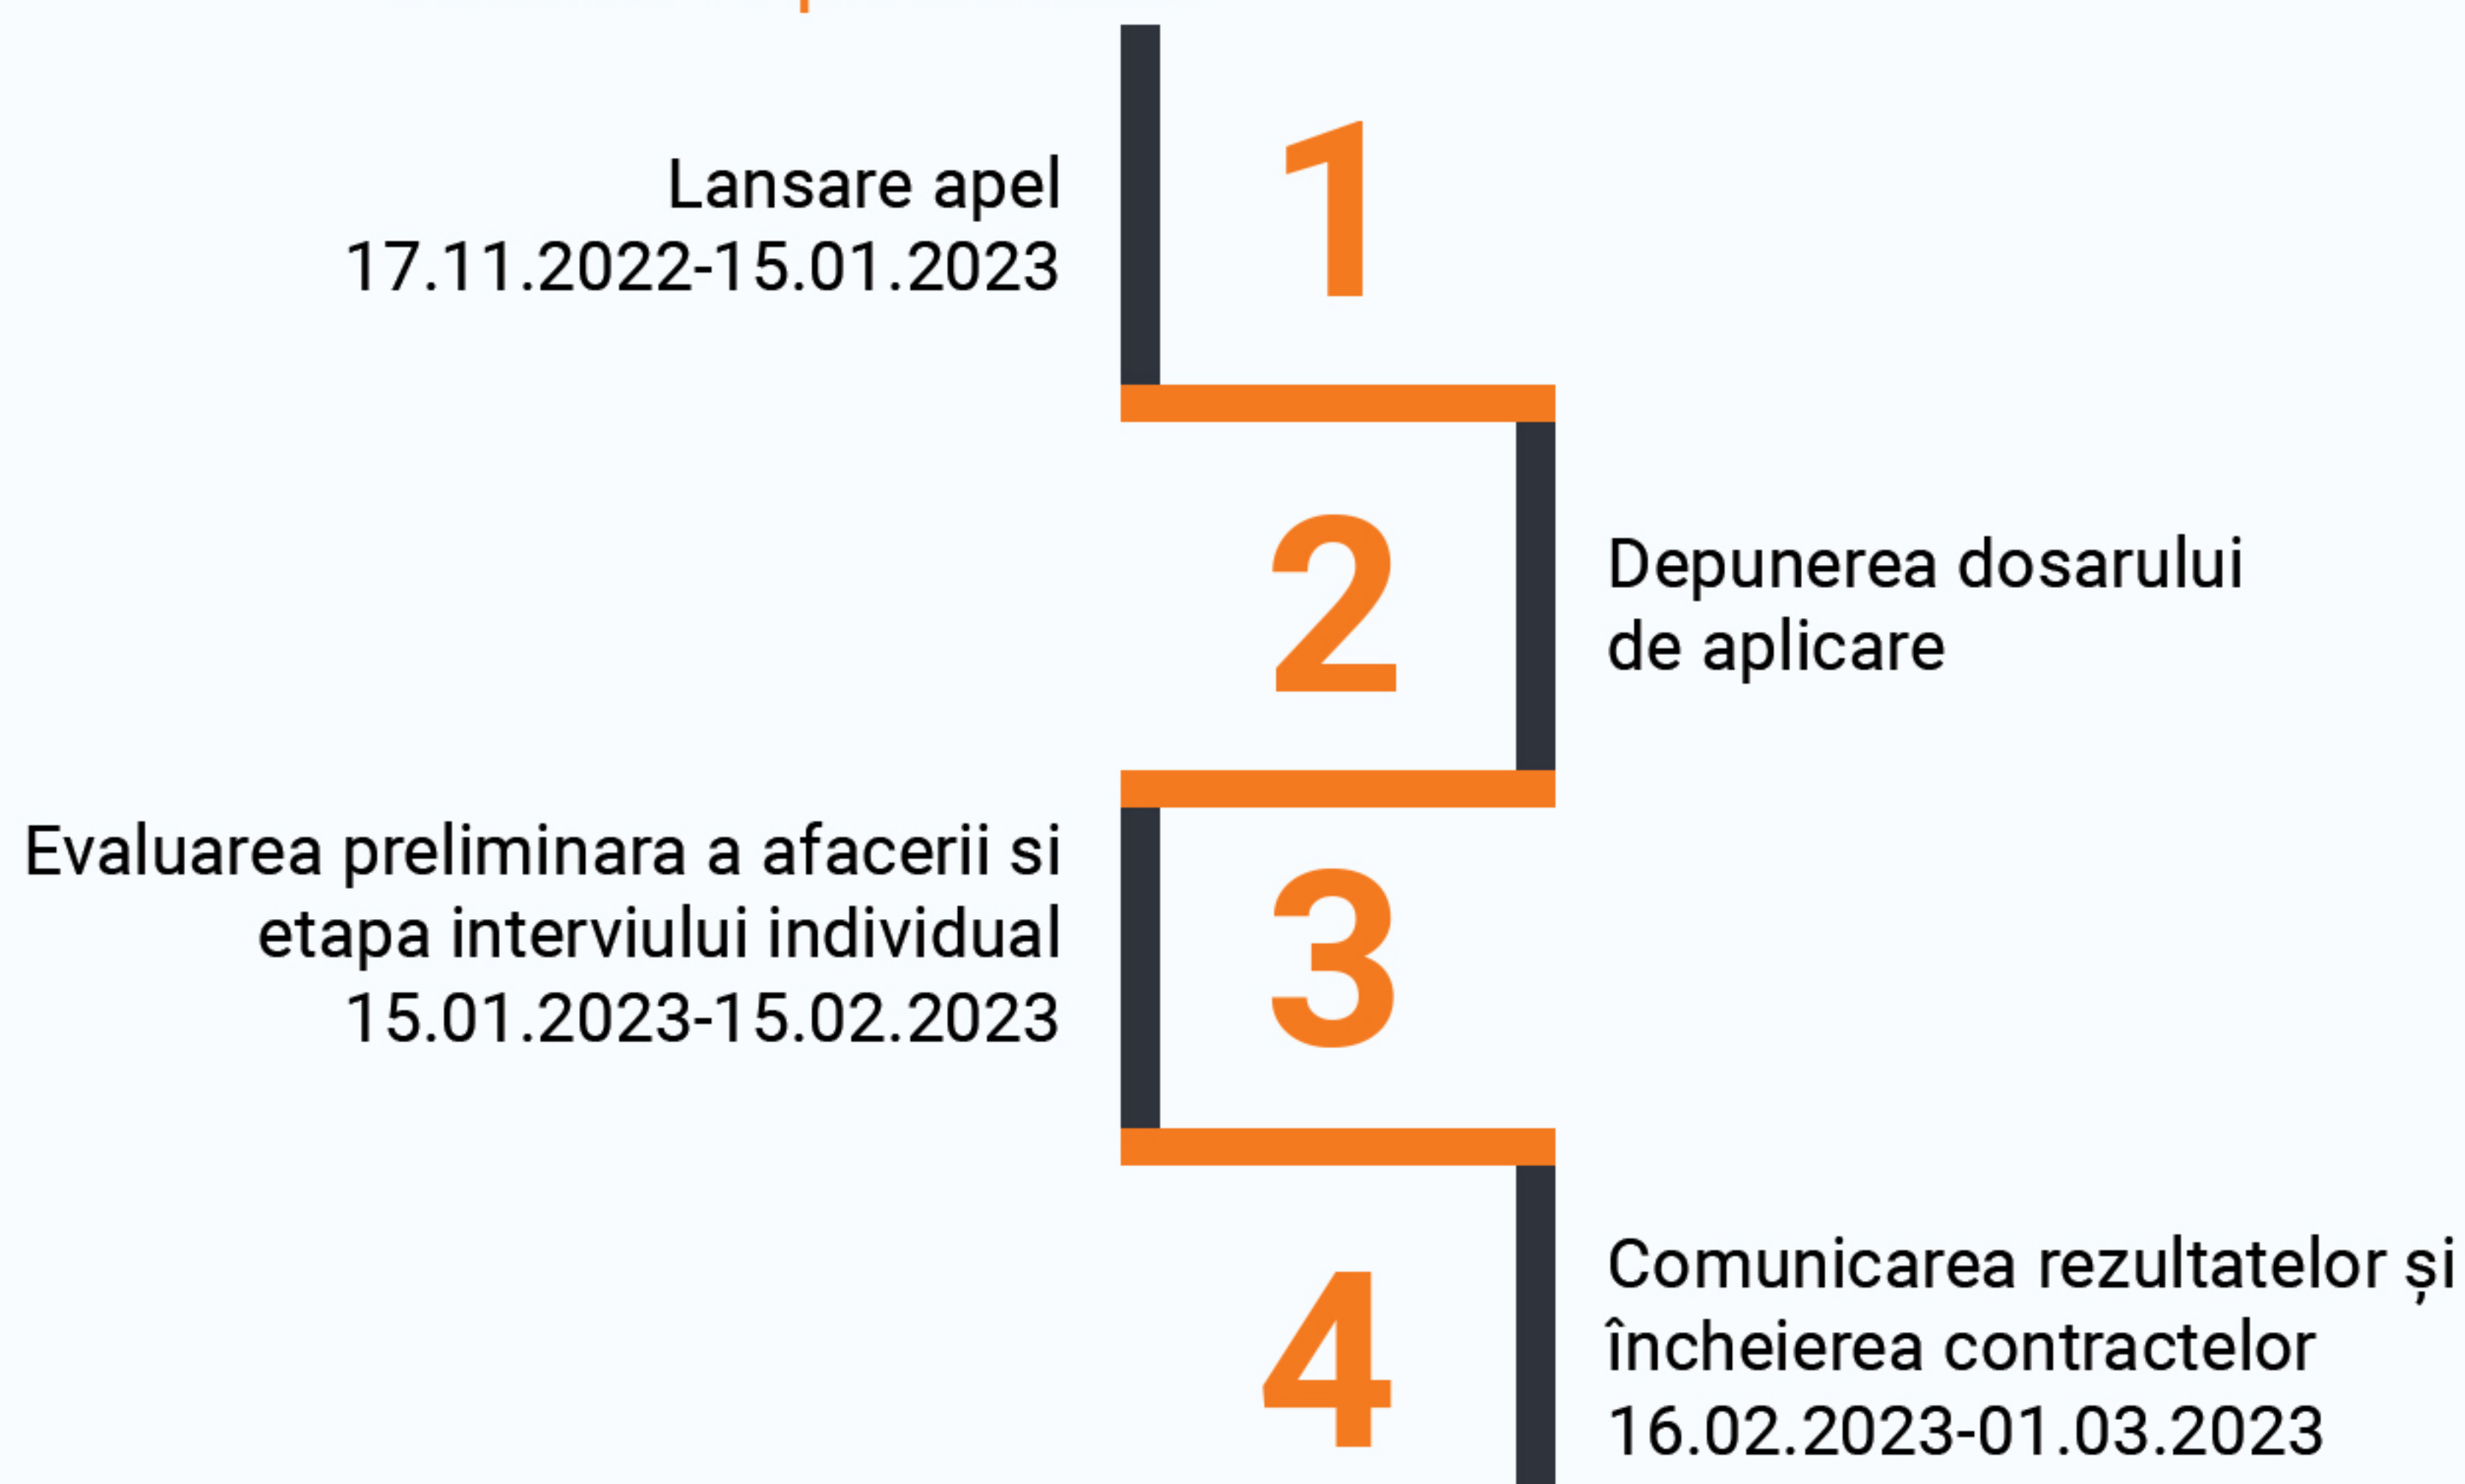 Lansare apel
17.11.2022-15.01.2023
1
2
Depunerea dosarului
de aplicare
Evaluarea preliminara a afacerii si
etapa interviului individual
15.01.2023-15.02.2023
3
4
Comunicarea rezultatelor și
încheierea contractelor
16.02.2023-01.03.2023